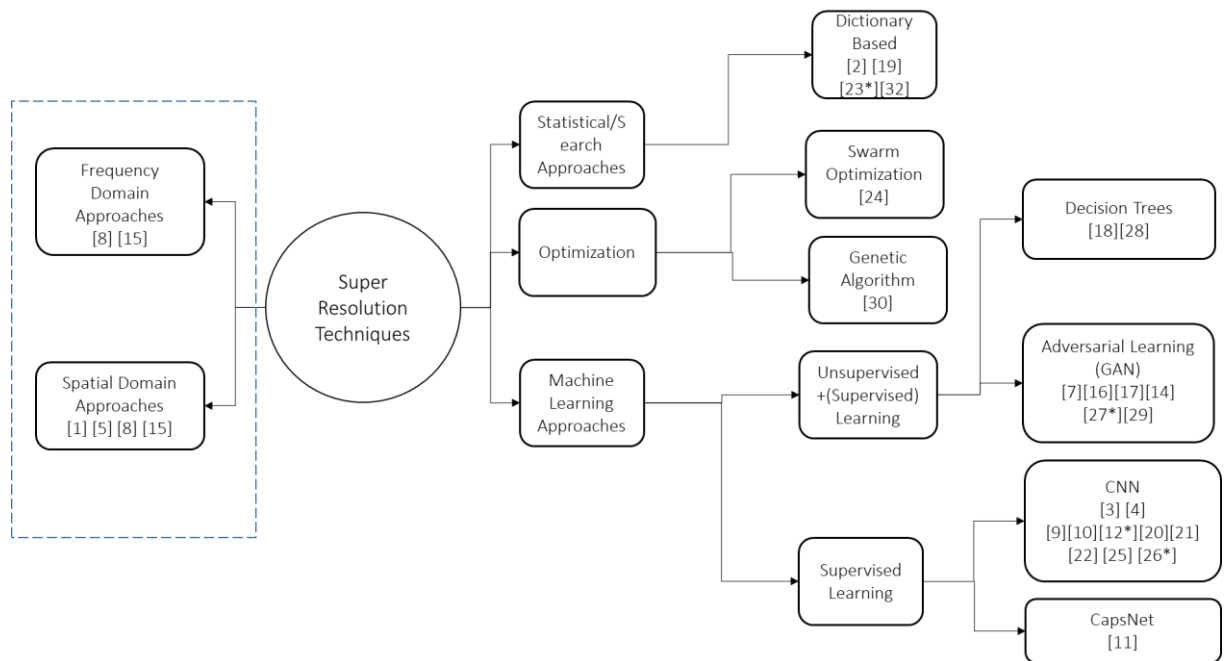 Frequency
Domain
Approaches
[8] [15]
Spatial Domain
Approaches
[1] [5] [8] [15]
Super
Resolution
Techniques
Statistical/S
earch
Approaches
Optimization
Machine
Learning
Approaches
Dictionary
Based
[2] [19]
[23*][32]
Swarm
Optimization
[24]
Genetic
Algorithm
[30]
Unsupervised
+(Supervised)
Learning
Supervised
Learning
Decision Trees
[18][28]
Adversarial Learning
(GAN)
[7][16][17][14]
[27*][29]
CNN
[3] [4]
[9][10][12*][20][21]
[22] [25] [26*]
CapsNet
[11]